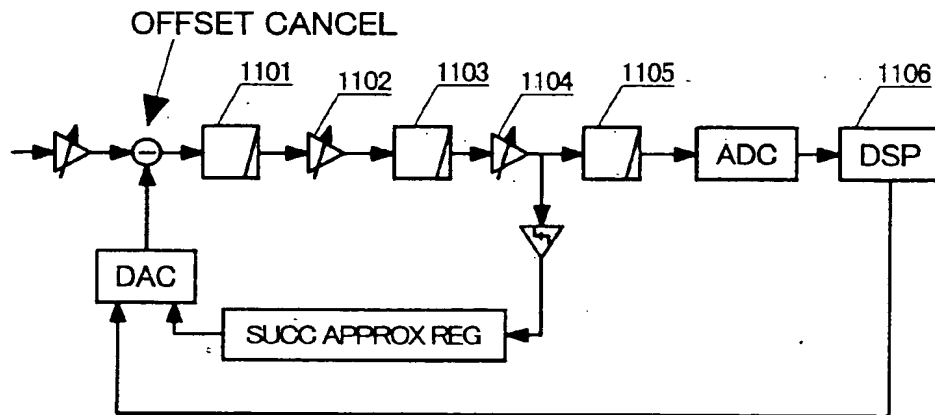 OFFSET CANCEL
1101
1102
1103
1104
1105
1106
ADC
DSP
DAC
SUCC APPROX REG